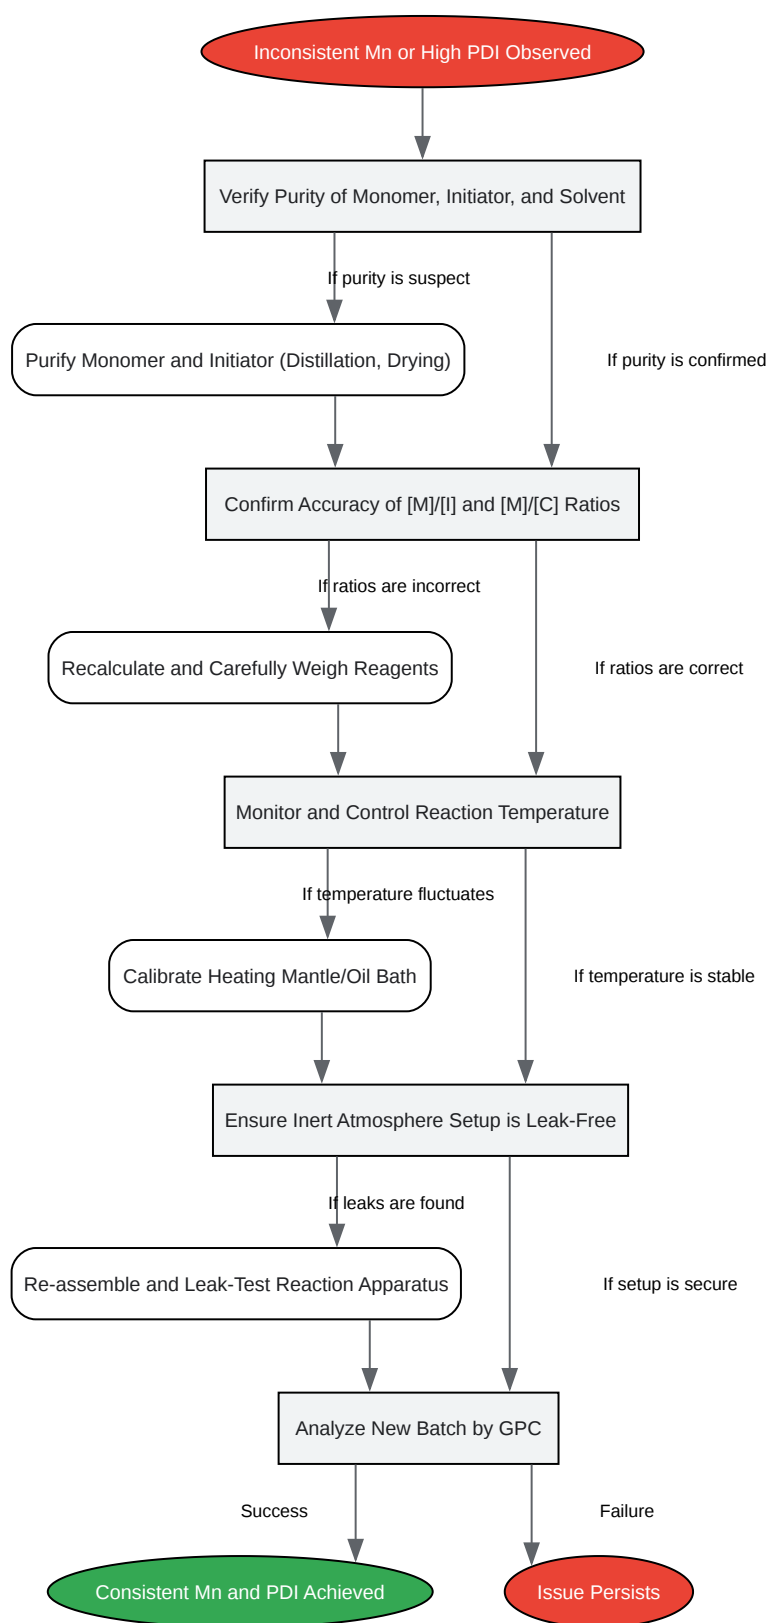 Inconsistent Mn or High PDI Observed
Verify Purity of Monomer, Initiator, and Solvent
If purity is suspect
Purify Monomer and Initiator (Distillation, Drying)
If purity is confirmed
Confirm Accuracy of [M]/[I] and [M]/[C] Ratios
If ratios are incorrect
Recalculate and Carefully Weigh Reagents
If ratios are correct
Monitor and Control Reaction Temperature
If temperature fluctuates
Calibrate Heating Mantle/Oil Bath
If temperature is stable
Ensure Inert Atmosphere Setup is Leak-Free
If leaks are found
Re-assemble and Leak-Test Reaction Apparatus
If setup is secure
Analyze New Batch by GPC
Success
Failure
Consistent Mn and PDI Achieved
Issue Persists